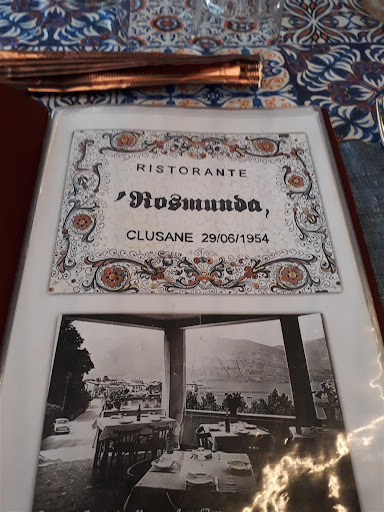 RISTORANTE
'Rosmunda,
CLUSANE 29/06/1954